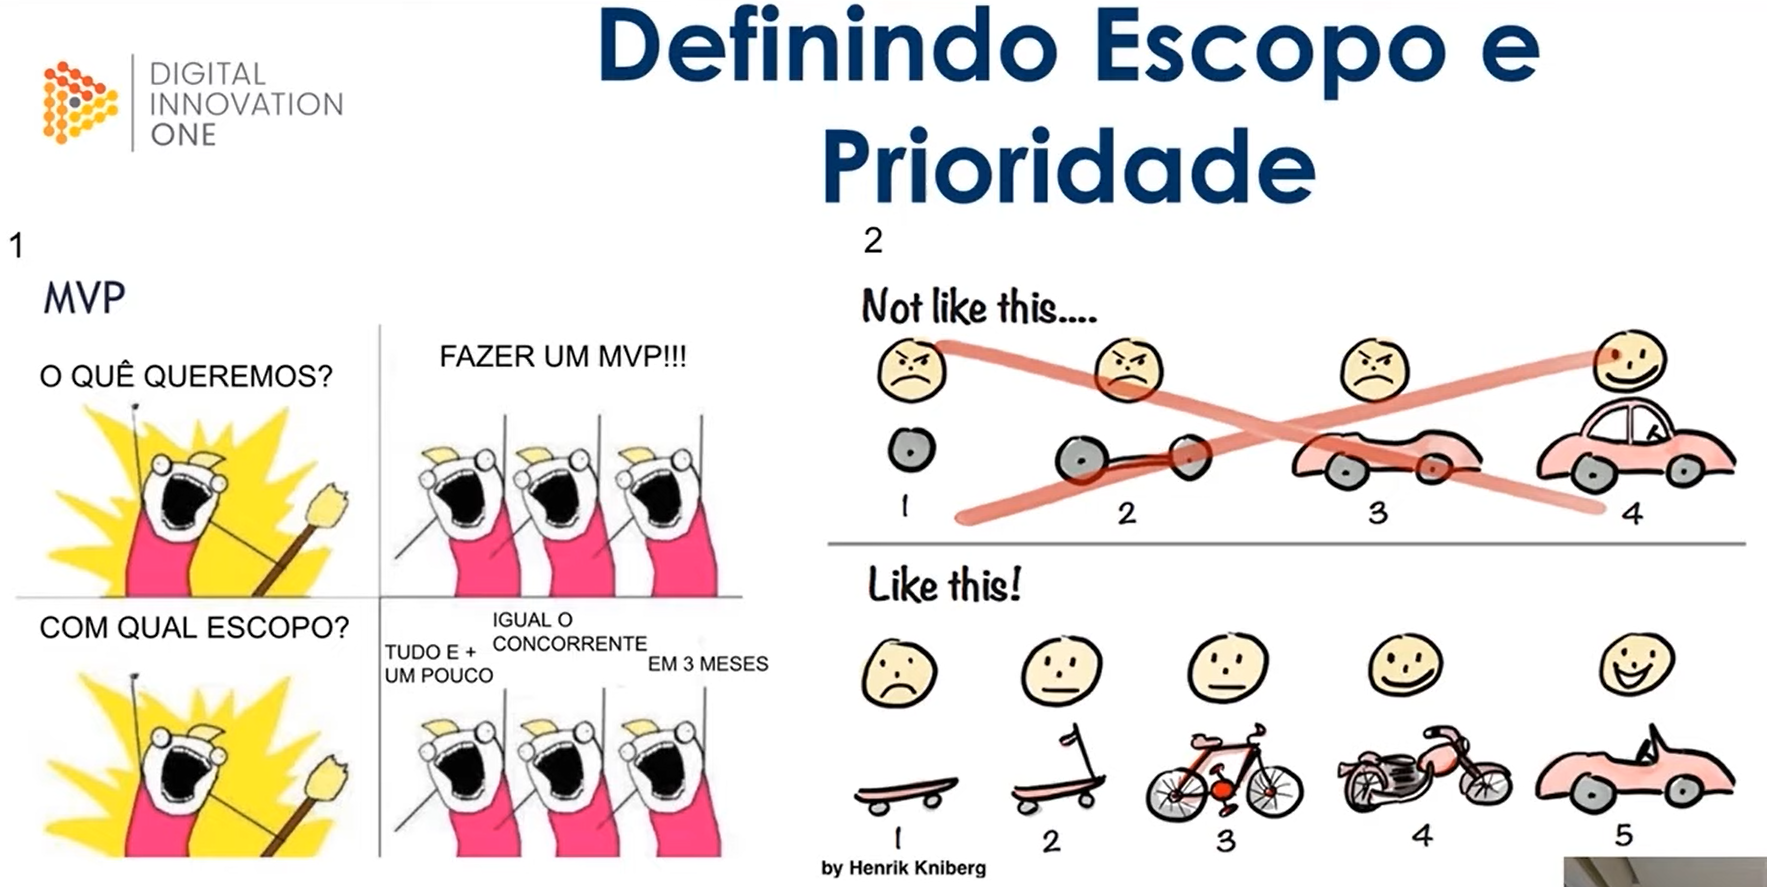 DIGITAL
INNOVATION
ONE
Definindo Escopo e
Prioridade
1
MVP
O QUÊ QUEREMOS?
FAZER UM MVP!!!
COM QUAL ESCOPO?
TUDO E +
UM POUCO
IGUAL O
CONCORRENTE
EM 3 MESES
2
Not like this....
1 2 3 4
Like this!
1 2 3 4 5
by Henrik Kniberg